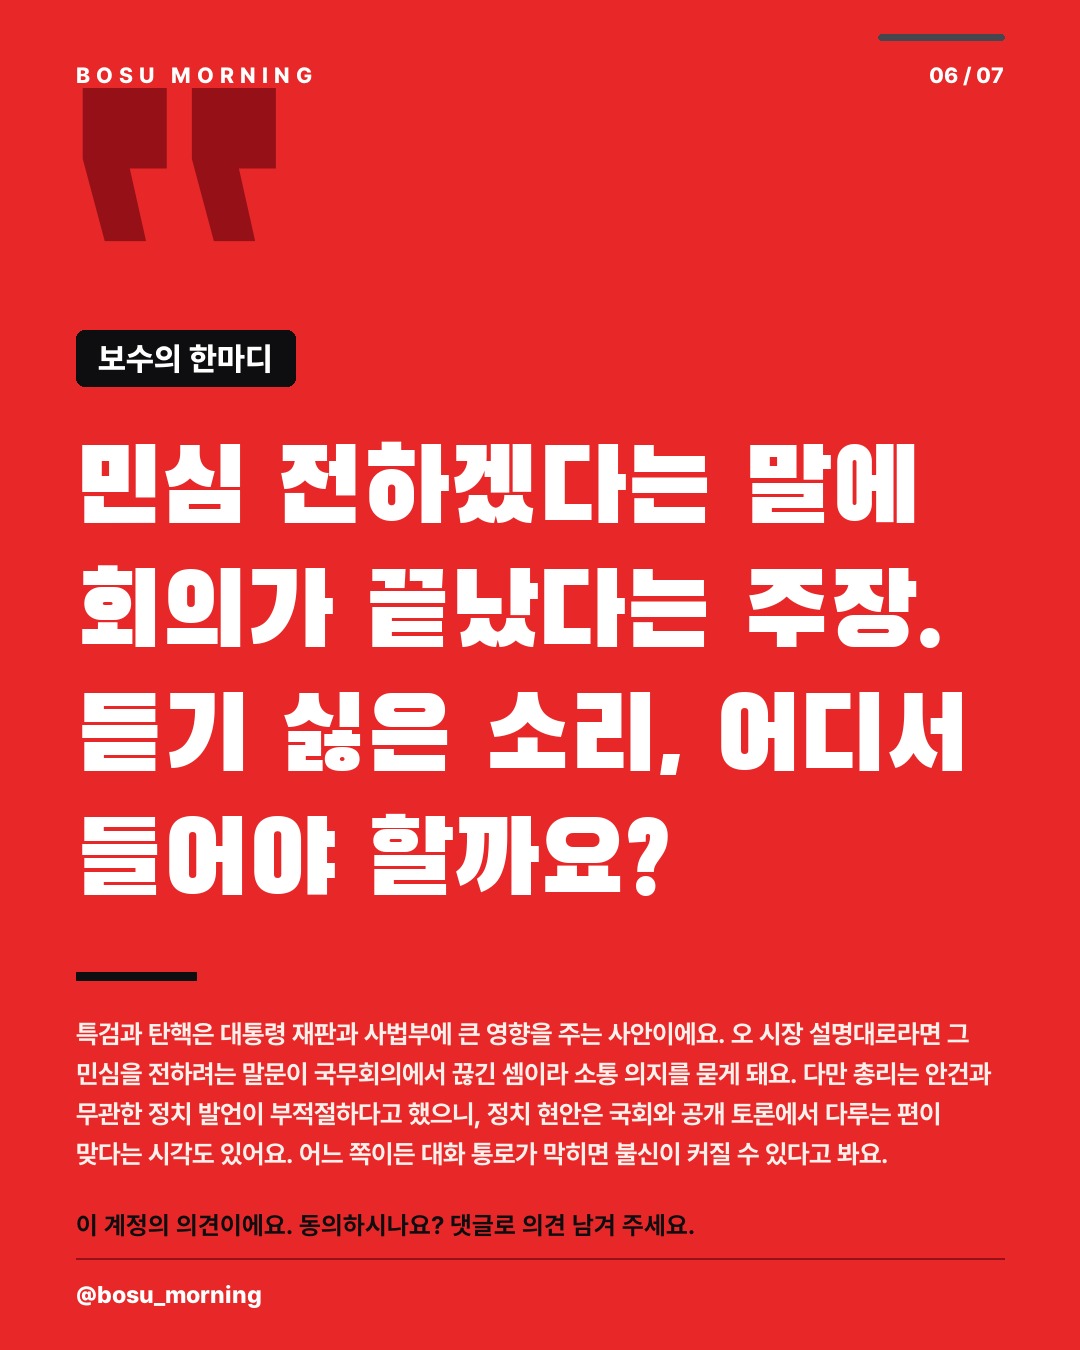 BOSU MORNING
06 / 07
보수의 한마디
민심 전하겠다는 말에
회의가 끝났다는 주장.
듣기 싫은 소리, 어디서
들어야 할까요?
특검과 탄핵은 대통령 재판과 사법부에 큰 영향을 주는 사안이에요. 오 시장 설명대로라면 그
민심을 전하려는 말문이 국무회의에서 끊긴 셈이라 소통 의지를 묻게 돼요. 다만 총리는 안건과
무관한 정치 발언이 부적절하다고 했으니, 정치 현안은 국회와 공개 토론에서 다루는 편이
맞다는 시각도 있어요. 어느 쪽이든 대화 통로가 막히면 불신이 커질 수 있다고 봐요.
이 계정의 의견이에요. 동의하시나요? 댓글로 의견 남겨 주세요.
@bosu_morning